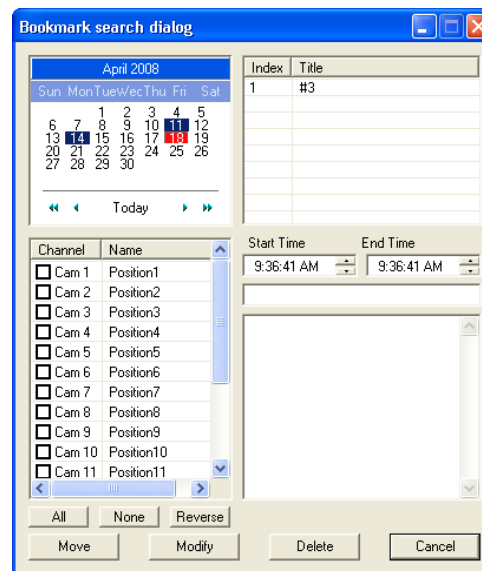 Bookmark search dialog
April 2008
Sun Mon Tue Wec Thu Fri Sat
1 2 3 4 5
6 7 8 9 10 11 12
13 14 15 16 17 18 19
20 21 22 23 24 25 26
27 28 29 30
Today
Index Title
1 #3
Channel Name
Cam 1 Position1
Cam 2 Position2
Cam 3 Position3
Cam 4 Position4
Cam 5 Position5
Cam 6 Position6
Cam 7 Position7
Cam 8 Position8
Cam 9 Position9
Cam 10 Position10
Cam 11 Position11
Start Time End Time
9:36:41 AM 9:36:41 AM
All None Reverse
Move Modify Delete Cancel